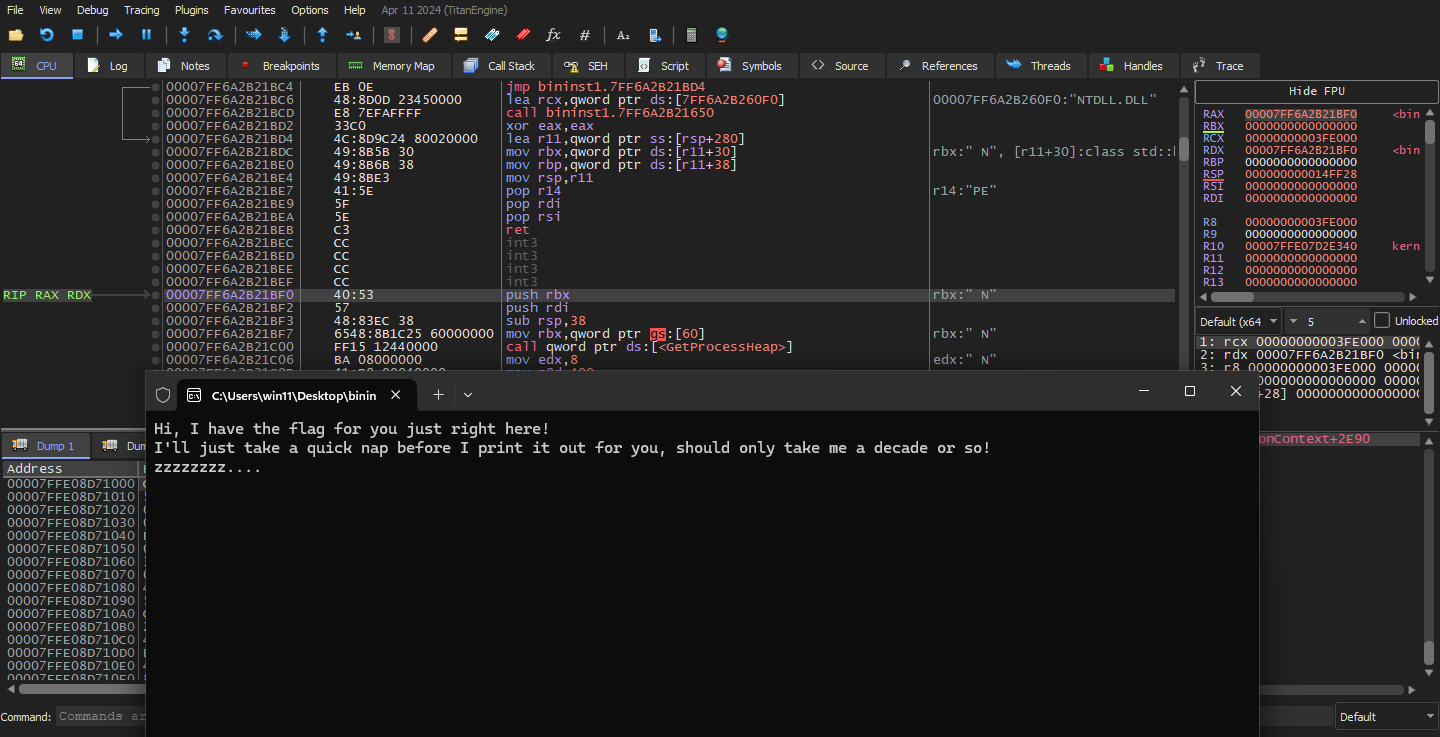 File View Debug Tracing Plugins Favourites Options Help Apr 11 2024 (TitanEngine)
CPU Log Notes Breakpoints Memory Map Call Stack SEH Script Symbols Source References Threads Handles Trace
00007FF6A2B21BC4 EB 0E jmp bininst1.7FF6A2B21BD4
00007FF6A2B21BC6 48:8D0D 23450000 lea rcx,qword ptr ds:[7FF6A2B260F0] 00007FF6A2B260F0:"NTDLL.DLL"
00007FF6A2B21BCD E8 7EFAFFFF call bininst1.7FF6A2B21650
00007FF6A2B21BD2 33C0 xor eax,eax
00007FF6A2B21BD4 4C:8D9C24 80020000 lea r11,qword ptr ss:[rsp+280]
00007FF6A2B21BDC 49:8B5B 30 mov rbx,qword ptr ds:[r11+30] rbx:" N", [r11+30]:class std::
00007FF6A2B21BE0 49:8B6B 38 mov rbp,qword ptr ds:[r11+38]
00007FF6A2B21BE4 49:8BE3 mov rsp,r11
00007FF6A2B21BE7 41:5E pop r14 r14:"PE"
00007FF6A2B21BE9 5F pop rdi
00007FF6A2B21BEA 5E pop rsi
00007FF6A2B21BEB C3 ret
00007FF6A2B21BEC CC int3
00007FF6A2B21BED CC int3
00007FF6A2B21BEE CC int3
00007FF6A2B21BEF CC int3
RIP RAX RDX 00007FF6A2B21BF0 40:53 push rbx rbx:" N"
00007FF6A2B21BF2 57 push rdi
00007FF6A2B21BF3 48:83EC 38 sub rsp,38
00007FF6A2B21BF7 6548:8B1C25 60000000 mov rbx,qword ptr gs:[60] rbx:" N"
00007FF6A2B21C00 FF15 12440000 call qword ptr ds:[<GetProcessHeap>]
00007FF6A2B21C06 BA 08000000 mov edx,8 edx:" N"
Hide FPU
RAX 00007FF6A2B21BF0 <bin
RBX 0000000000000000
RCX 00000000003FE000
RDX 00007FF6A2B21BF0 <bin
RBP 0000000000000000
RSP 000000000014FF28
RSI 0000000000000000
RDI 0000000000000000
R8 00000000003FE000
R9 0000000000000000
R10 00007FFE07D2E340 kern
R11 0000000000000000
R12 0000000000000000
R13 0000000000000000
Default (x64 5 Unlocked
1: rcx 00000000003FE000 0000
2: rdx 00007FF6A2B21BF0 <bin
3: r8 00000000003FE000 00000
0000000000000000 00000
+28] 0000000000000000
onContext+2E90
C:\Users\win11\Desktop\binin
Hi, I have the flag for you just right here!
I'll just take a quick nap before I print it out for you, should only take me a decade or so!
zzzzzzzz....
Dump 1
Address
00007FFE08D71000
00007FFE08D71010
00007FFE08D71020
00007FFE08D71030
00007FFE08D71040
00007FFE08D71050
00007FFE08D71060
00007FFE08D71070
00007FFE08D71080
00007FFE08D71090
00007FFE08D710A0
00007FFE08D710B0
00007FFE08D710C0
00007FFE08D710D0
00007FFE08D710E0
00007FFE08D710F0
Command: Commands Default